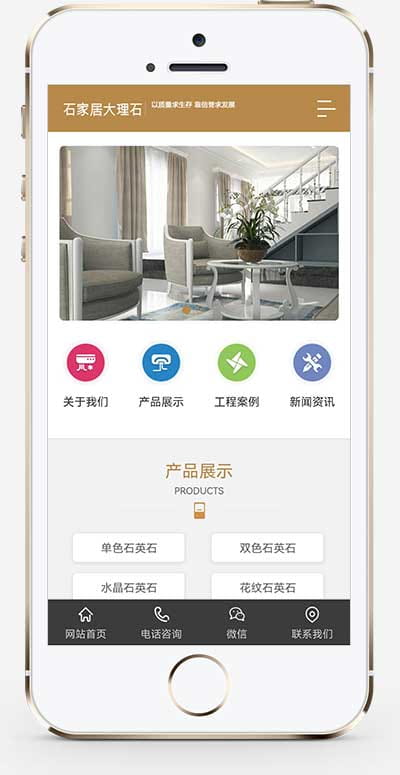 石家居大理石
以质量求生存 靠信誉求发展
关于我们 产品展示 工程案例 新闻资讯
产品展示
PRODUCTS
单色石英石 双色石英石
水晶石英石 花纹石英石
网站首页 电话咨询 微信 联系我们